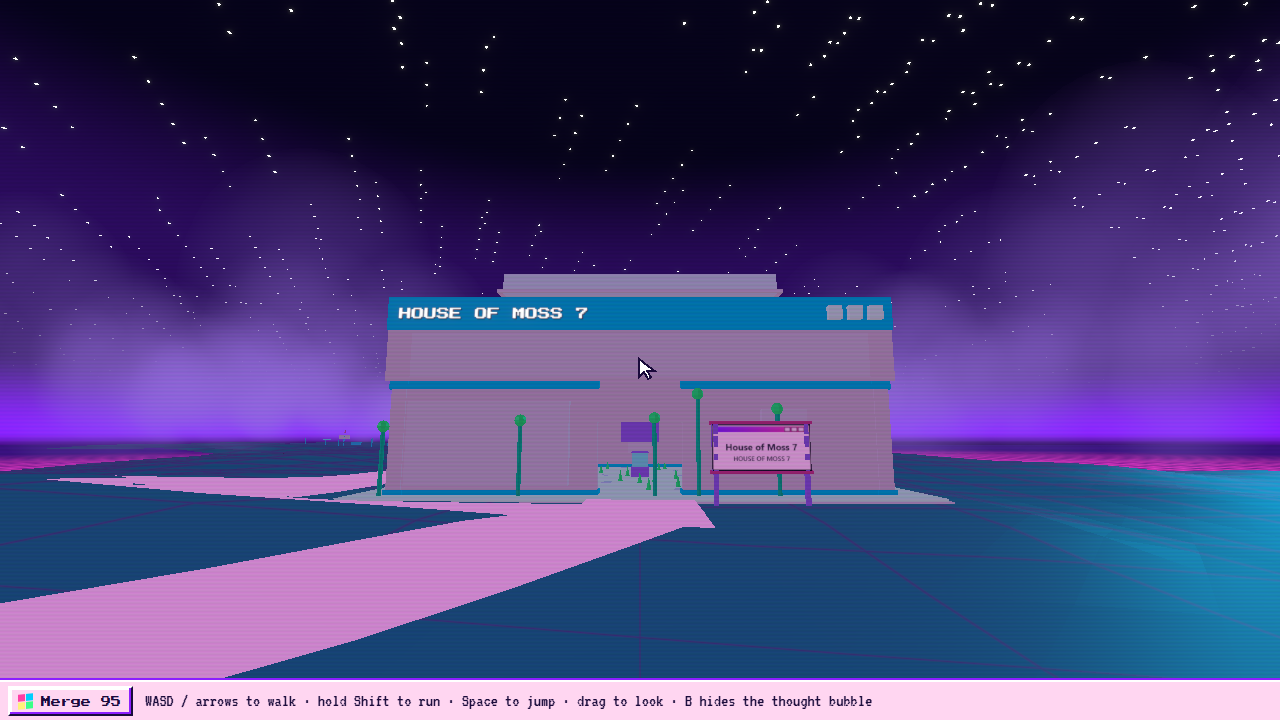 HOUSE OF MOSS 7
House of Moss 7
HOUSE OF MOSS 7
Merge 95
WASD / arrows to walk · hold Shift to run · Space to jump · drag to look · B hides the thought bubble